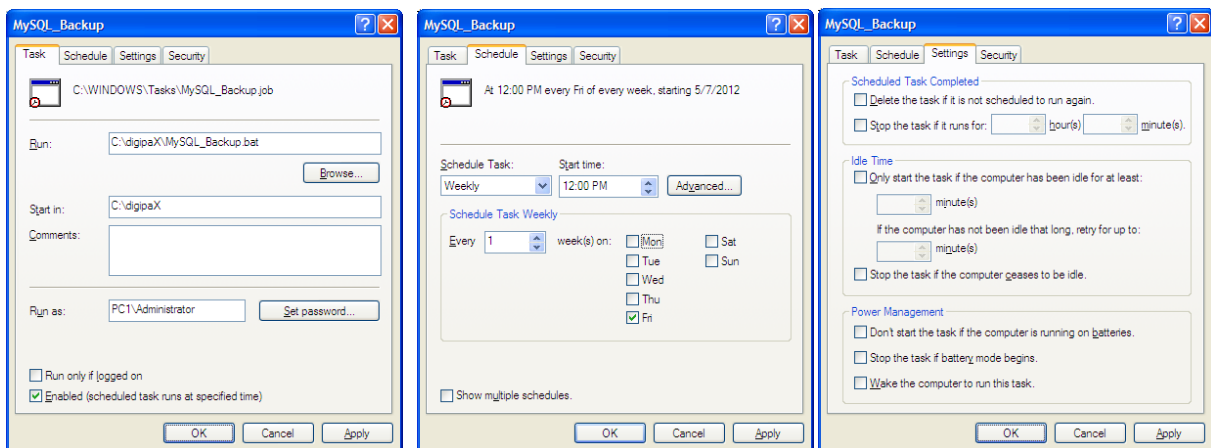 MySQL_Backup
Task Schedule Settings Security
C:\WINDOWS\Tasks\MySQL_Backup.job
Run: C:\digipaX\MySQL_Backup.bat
Browse...
Start in: C:\digipaX
Comments:
Run as: PC1\Administrator Set password...
Run only if logged on
Enabled (scheduled task runs at specified time)
OK Cancel Apply
MySQL_Backup
Task Schedule Settings Security
At 12:00 PM every Fri of every week, starting 5/7/2012
Schedule Task: Start time:
Weekly 12:00 PM Advanced...
Schedule Task Weekly
Every 1 week(s) on: Mon Sat
Tue Sun
Wed
Thu
Fri
Show multiple schedules.
OK Cancel Apply
MySQL_Backup
Task Schedule Settings Security
Scheduled Task Completed
Delete the task if it is not scheduled to run again.
Stop the task if it runs for: hour(s) minute(s).
Idle Time
Only start the task if the computer has been idle for at least:
minute(s)
If the computer has not been idle that long, retry for up to:
minute(s)
Stop the task if the computer ceases to be idle.
Power Management
Don't start the task if the computer is running on batteries.
Stop the task if battery mode begins.
Wake the computer to run this task.
OK Cancel Apply